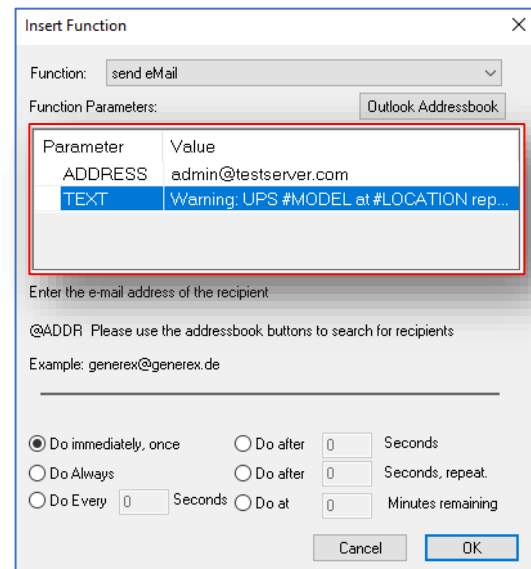 Insert Function
Function: send eMail
Function Parameters: Outlook Addressbook
Parameter Value
ADDRESS admin@testserver.com
TEXT Warning: UPS #MODEL at #LOCATION rep...
Enter the e-mail address of the recipient
@ADDR Please use the addressbook buttons to search for recipients
Example: generex@generex.de
Do immediately, once Do after 0 Seconds
Do Always Do after 0 Seconds, repeat.
Do Every 0 Seconds Do at 0 Minutes remaining
Cancel OK